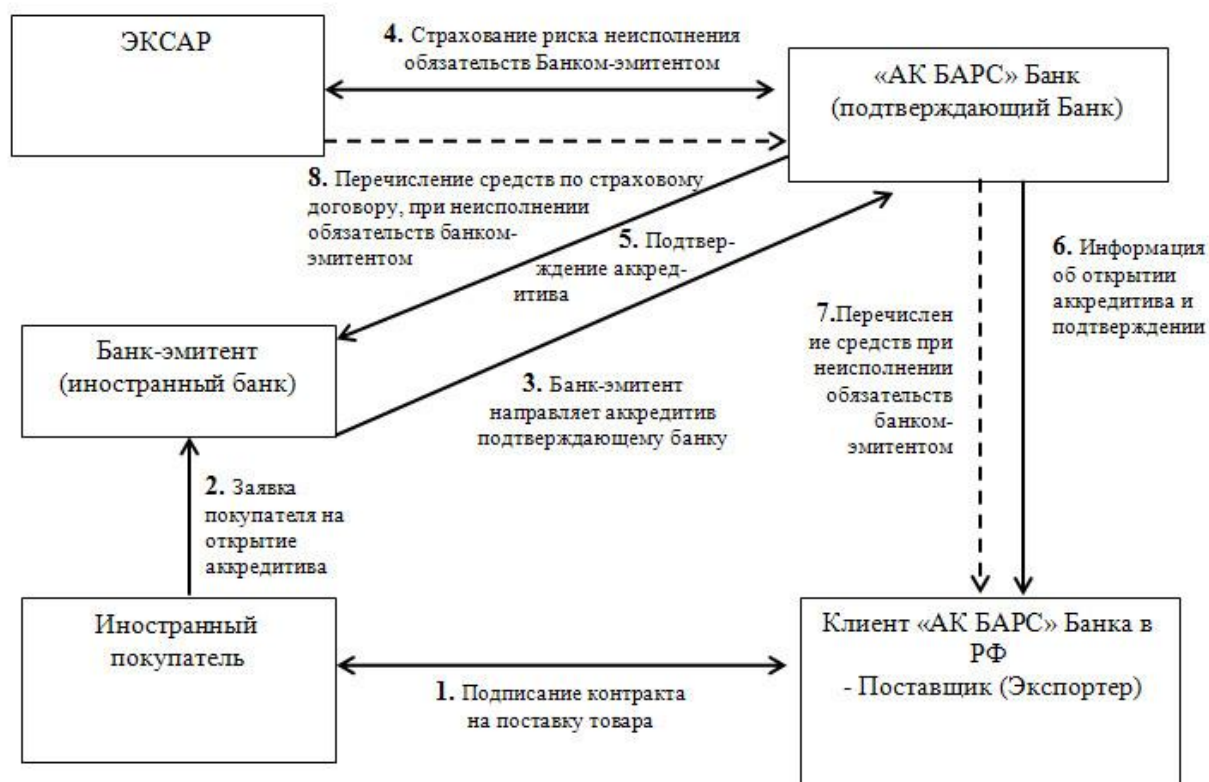 ЭКСАР
4. Страхование риска неисполнения
обязательств Банком-эмитентом
«АК БАРС» Банк
(подтверждающий Банк)
8. Перечисление средств по страховому
договору, при неисполнении
обязательств банком-
эмитентом
5. Подтвер-
ждение аккред-
итива
6. Информация
об открытии
аккредитива и
подтверждении
7.Перечислен
ие средств при
неисполнении
обязательств
банком-
эмитентом
Банк-эмитент
(иностранный банк)
3. Банк-эмитент
направляет аккредитив
подтверждающему банку
2. Заявка
покупателя на
открытие
аккредитива
Иностранный
покупатель
1. Подписание контракта
на поставку товара
Клиент «АК БАРС» Банка в
РФ
- Поставщик (Экспортер)